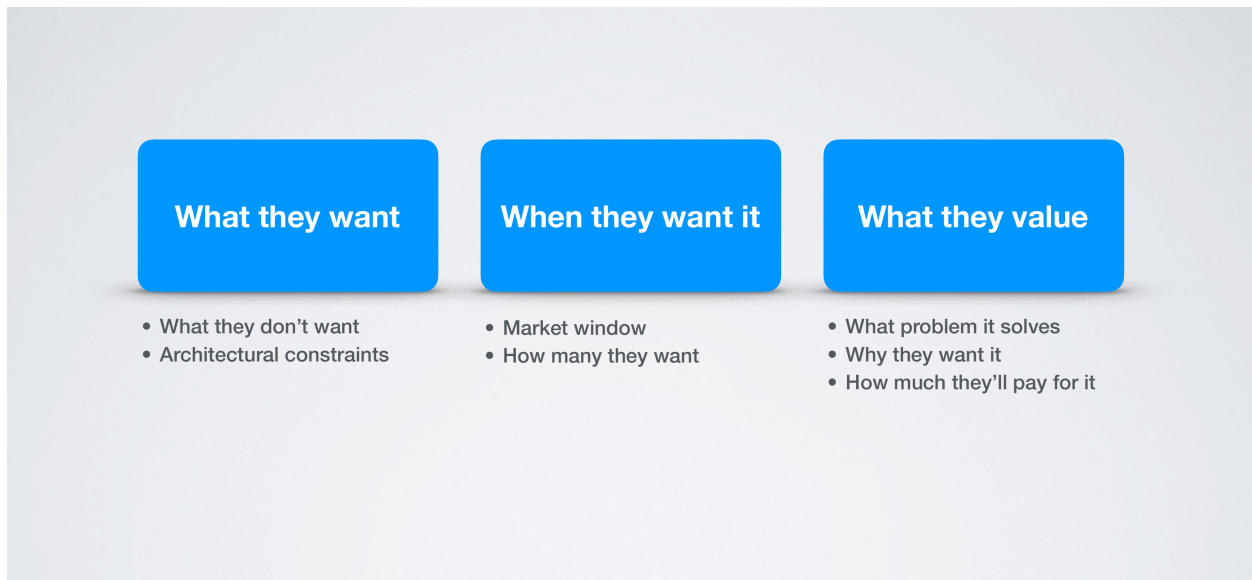 What they want
• What they don’t want
• Architectural constraints
When they want it
• Market window
• How many they want
What they value
• What problem it solves
• Why they want it
• How much they’ll pay for it